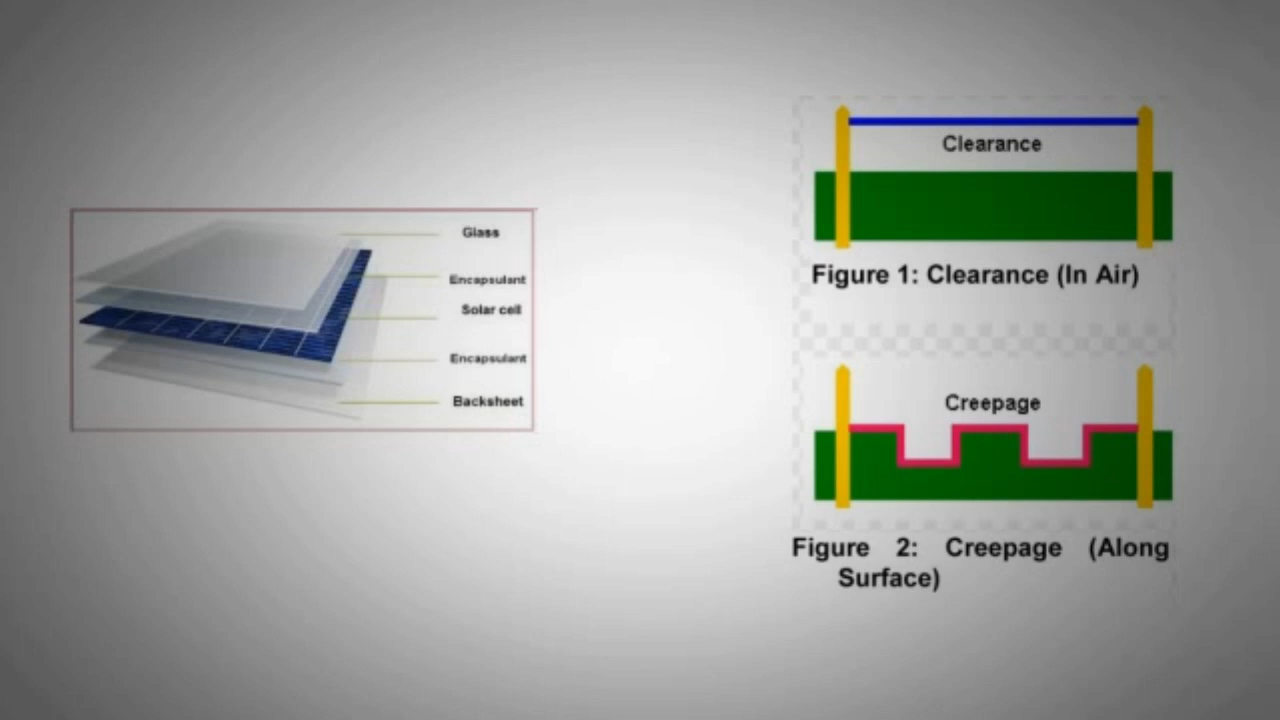 Glass
Encapsulant
Solar cell
Encapsulant
Backsheet
Clearance
Figure 1: Clearance (In Air)
Creepage
Figure 2: Creepage (Along
Surface)